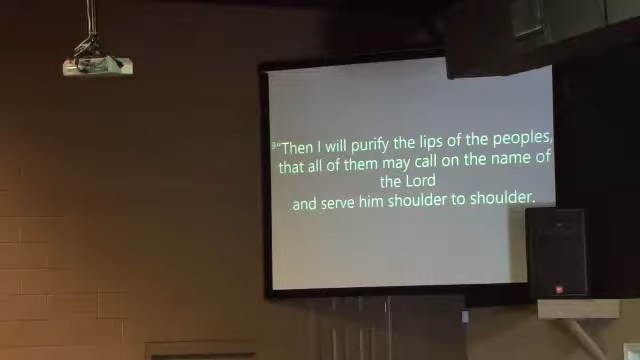 9“Then I will purify the lips of the peoples,
that all of them may call on the name of
the Lord
and serve him shoulder to shoulder.